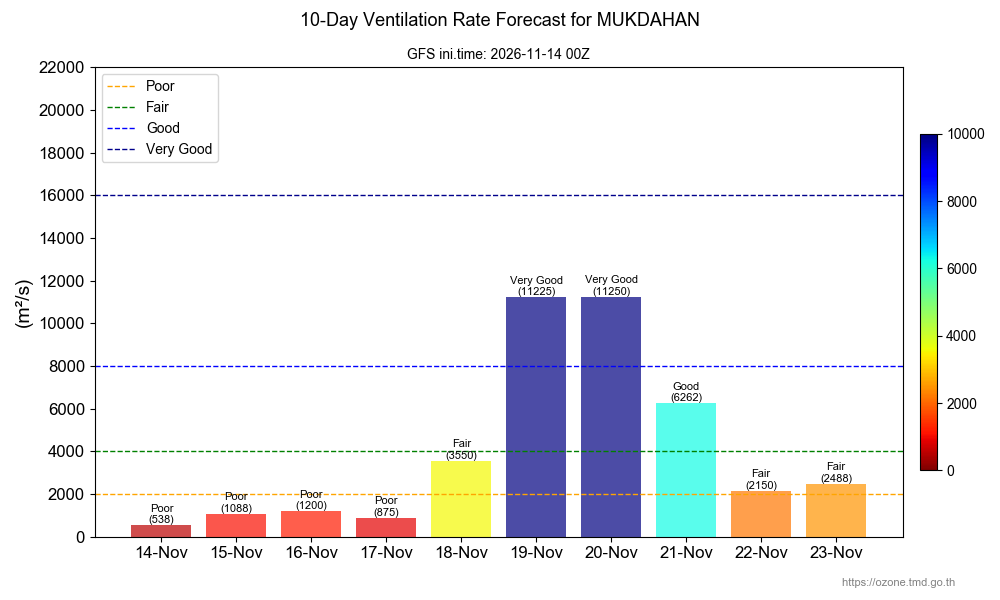 10-Day Ventilation Rate Forecast for MUKDAHAN
GFS ini.time: 2026-11-14 00Z
22000
20000
18000
16000
14000
12000
10000
8000
6000
4000
2000
0
(m²/s)
Poor
Fair
Good
Very Good
Poor
(538)
Poor
(1088)
Poor
(1200)
Poor
(875)
Fair
(3550)
Very Good
(11225)
Very Good
(11250)
Good
(6262)
Fair
(2150)
Fair
(2488)
14-Nov
15-Nov
16-Nov
17-Nov
18-Nov
19-Nov
20-Nov
21-Nov
22-Nov
23-Nov
10000
8000
6000
4000
2000
0
https://ozone.tmd.go.th